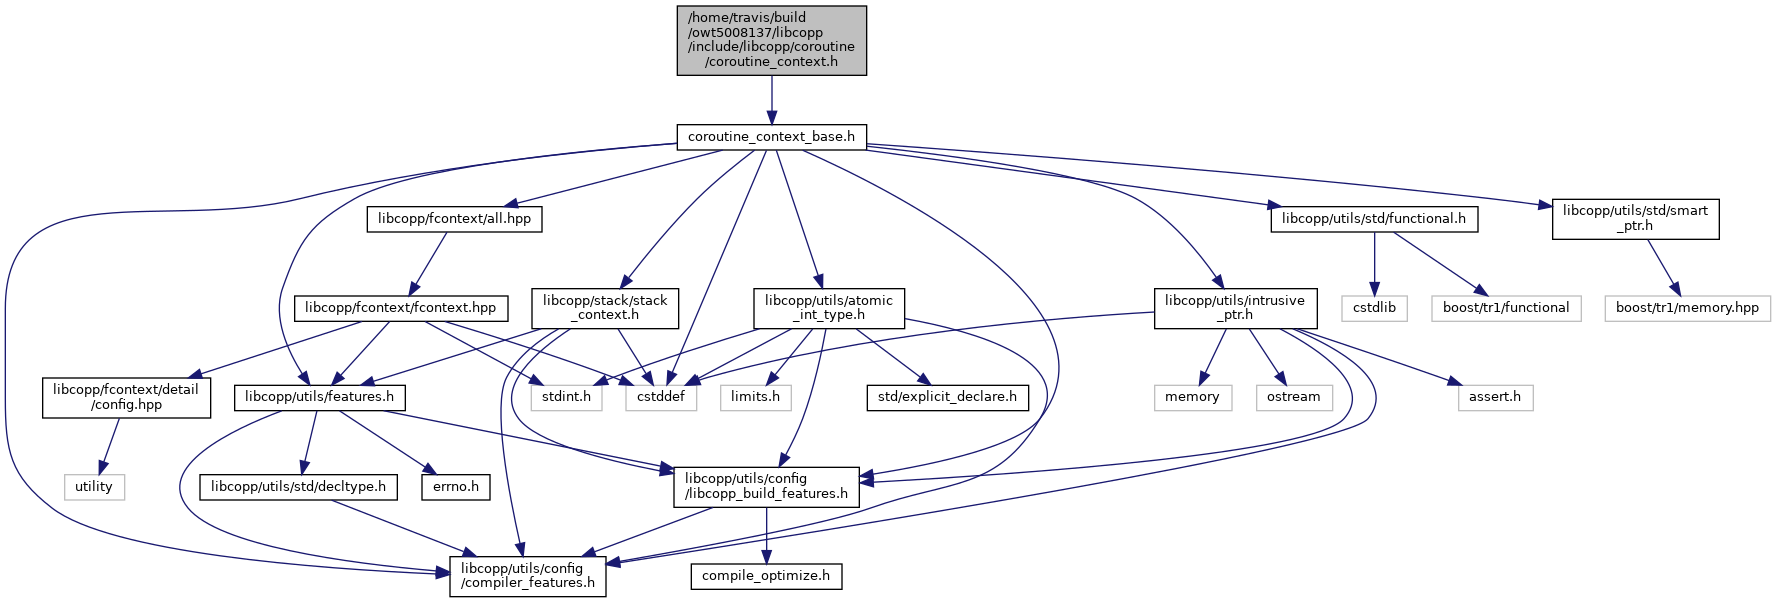 /home/travis/build
/owt5008137/libcopp
/include/libcopp/coroutine
/coroutine_context.h
coroutine_context_base.h
libcopp/fcontext/all.hpp
libcopp/utils/std/functional.h
libcopp/utils/std/smart
_ptr.h
libcopp/fcontext/fcontext.hpp
libcopp/stack/stack
_context.h
libcopp/utils/atomic
_int_type.h
libcopp/utils/intrusive
_ptr.h
cstdlib
boost/tr1/functional
boost/tr1/memory.hpp
libcopp/fcontext/detail
/config.hpp
libcopp/utils/features.h
stdint.h
cstddef
limits.h
std/explicit_declare.h
memory
ostream
assert.h
utility
libcopp/utils/std/decltype.h
errno.h
libcopp/utils/config
/libcopp_build_features.h
libcopp/utils/config
/compiler_features.h
compile_optimize.h